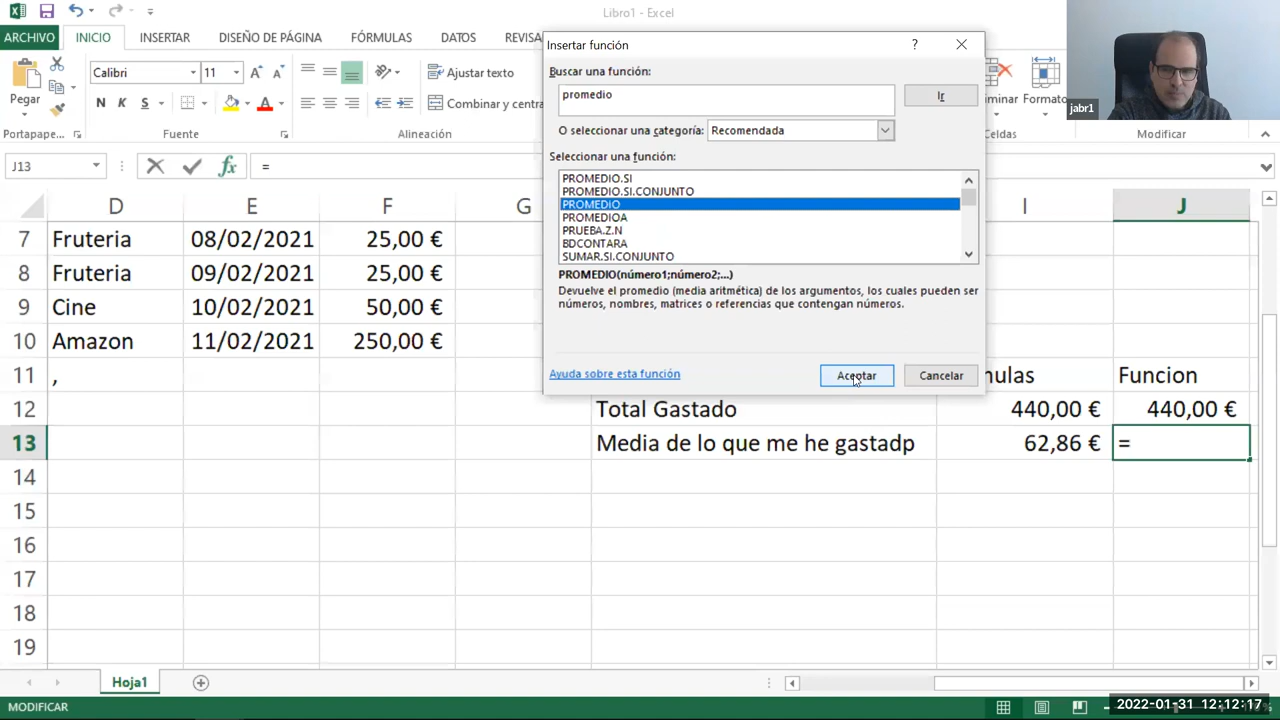 Libro1 - Excel
ARCHIVO INICIO INSERTAR DISEÑO DE PÁGINA FÓRMULAS DATOS REVISA
Pegar
Calibri 11
N K S
Ajustar texto
Combinar y centra
iminar Formato
Portapape... Fuente Alineación Celdas Modificar
jabr1
Insertar función
?
Buscar una función:
promedio
Ir
O seleccionar una categoría: Recomendada
Seleccionar una función:
PROMEDIO.SI
PROMEDIO.SI.CONJUNTO
PROMEDIO
PROMEDIOA
PRUEBA.Z.N
BDCONTARA
SUMAR.SI.CONJUNTO
PROMEDIO(número1;número2;...)
Devuelve el promedio (media aritmética) de los argumentos, los cuales pueden ser
números, nombres, matrices o referencias que contengan números.
Ayuda sobre esta función
Aceptar
Cancelar
J13 fx =
D E F G I J
7 Fruteria 08/02/2021 25,00 €
8 Fruteria 09/02/2021 25,00 €
9 Cine 10/02/2021 50,00 €
10 Amazon 11/02/2021 250,00 €
11 , mulas Funcion
12 Total Gastado 440,00 € 440,00 €
13 Media de lo que me he gastadp 62,86 € =
14
15
16
17
18
19
Hoja1
MODIFICAR
2022-01-31 12:12:17